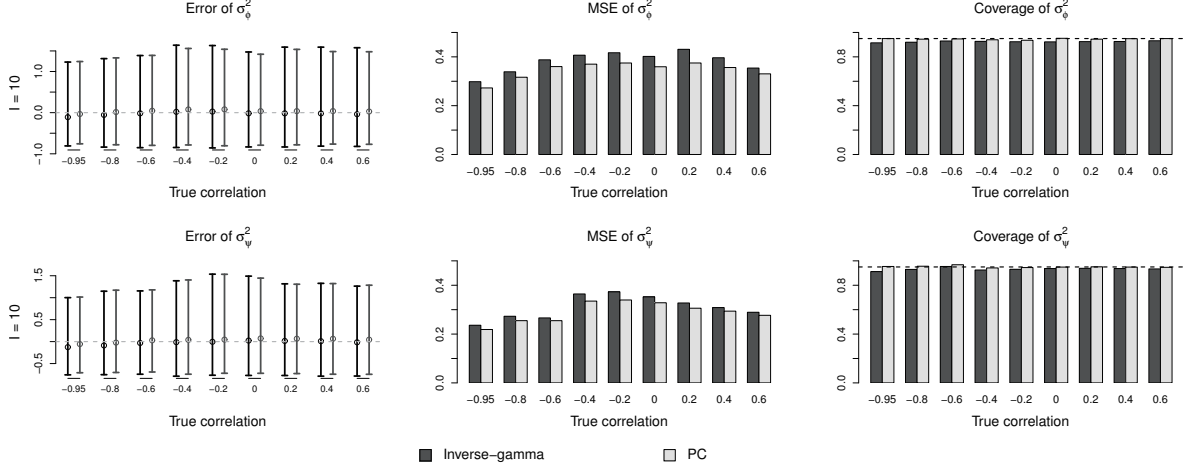 Error of σ²ϕ
MSE of σ²ϕ
Coverage of σ²ϕ
I = 10
−1.0 0.0 1.0
0.0 0.2 0.4
0.0 0.4 0.8
−0.95 −0.8 −0.6 −0.4 −0.2 0 0.2 0.4 0.6
−0.95 −0.8 −0.6 −0.4 −0.2 0 0.2 0.4 0.6
−0.95 −0.8 −0.6 −0.4 −0.2 0 0.2 0.4 0.6
True correlation
True correlation
True correlation
Error of σ²ψ
MSE of σ²ψ
Coverage of σ²ψ
I = 10
−0.5 0.5 1.5
0.0 0.2 0.4
0.0 0.4 0.8
−0.95 −0.8 −0.6 −0.4 −0.2 0 0.2 0.4 0.6
−0.95 −0.8 −0.6 −0.4 −0.2 0 0.2 0.4 0.6
−0.95 −0.8 −0.6 −0.4 −0.2 0 0.2 0.4 0.6
True correlation
True correlation
True correlation
Inverse−gamma
PC